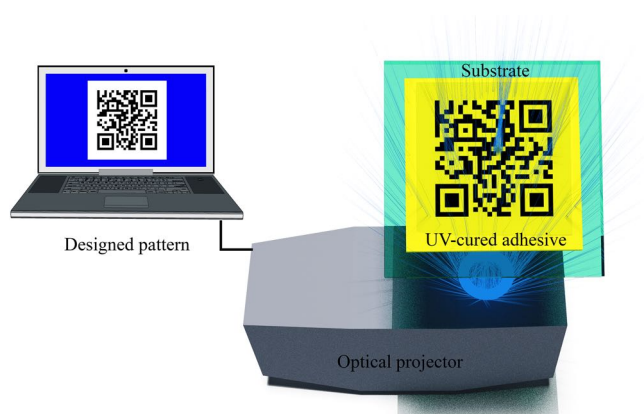 Substrate
Designed pattern
UV-cured adhesive
Optical projector